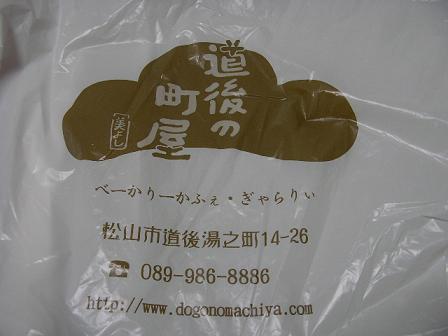 道後の
町屋
美よし
べーかりーかふぇ・ぎゃらりぃ
松山市道後湯之町14-26
☎ 089-986-8886
http://www.dogonomachiya.com